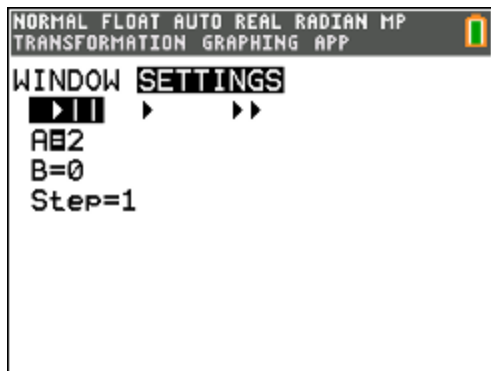 NORMAL FLOAT AUTO REAL RADIAN MP
TRANSFORMATION GRAPHING APP
WINDOW SETTINGS
A=2
B=0
Step=1